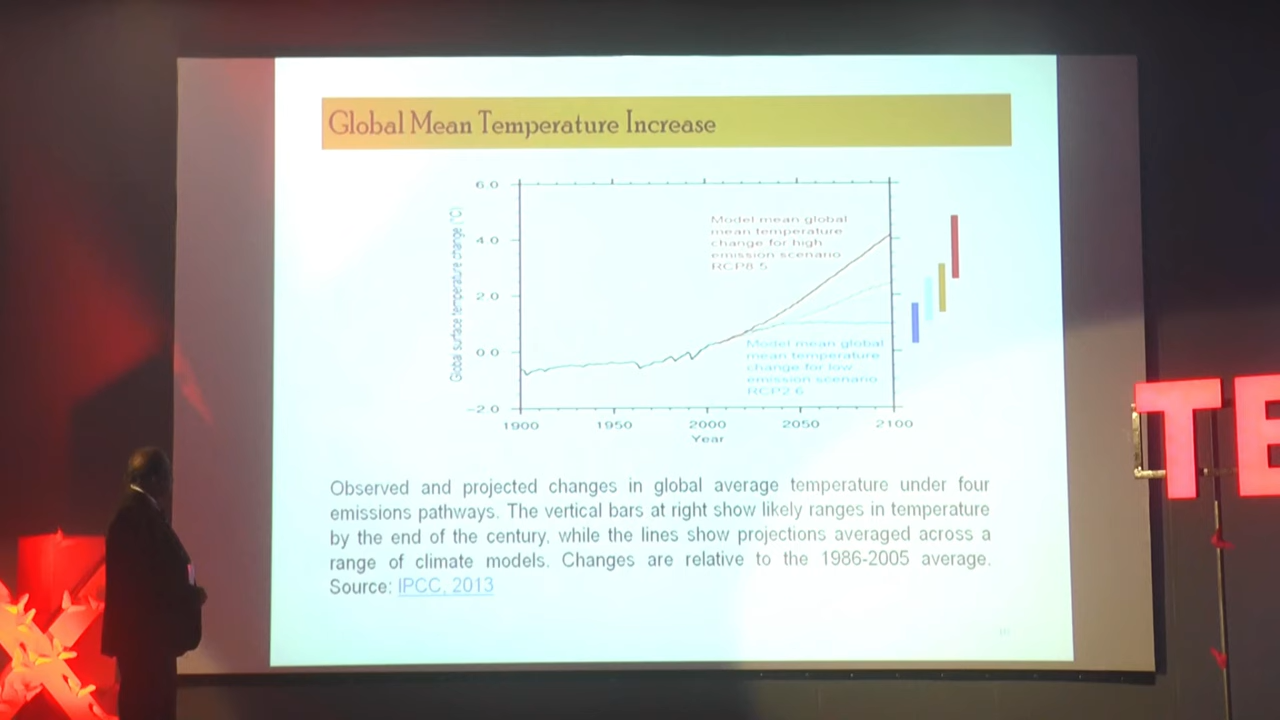 Global Mean Temperature Increase
6.0
4.0
2.0
0.0
−2.0
Global surface temperature change (°C)
Model mean global
mean temperature
change for high
emission scenario
RCP8.5
Model mean global
mean temperature
change for low
emission scenario
RCP2.6
1900 1950 2000 2050 2100
Year
Observed and projected changes in global average temperature under four
emissions pathways. The vertical bars at right show likely ranges in temperature
by the end of the century, while the lines show projections averaged across a
range of climate models. Changes are relative to the 1986-2005 average.
Source: IPCC, 2013
TE
X